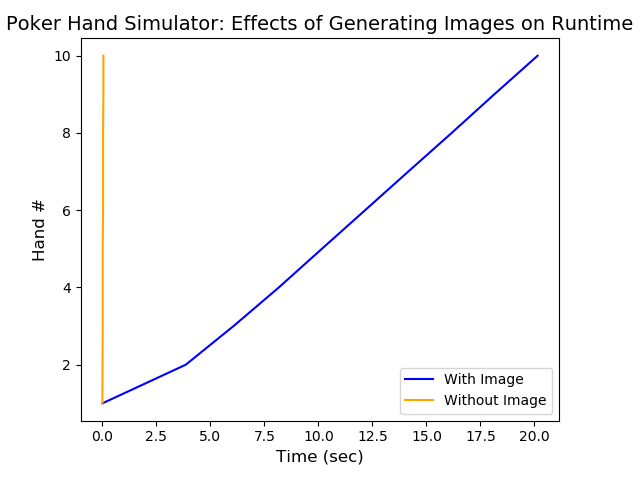 Poker Hand Simulator: Effects of Generating Images on Runtime
Hand #
10
8
6
4
2
With Image
Without Image
0.0 2.5 5.0 7.5 10.0 12.5 15.0 17.5 20.0
Time (sec)